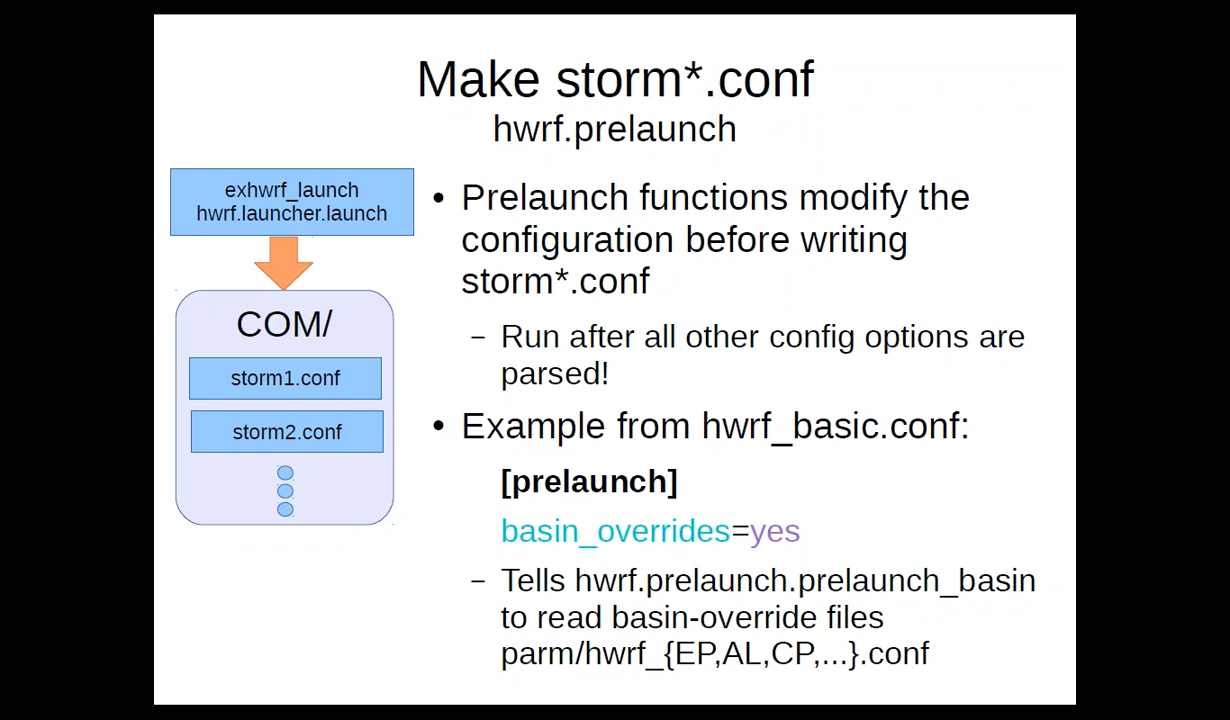 Make storm*.conf
hwrf.prelaunch
exhwrf_launch
hwrf.launcher.launch
COM/
storm1.conf
storm2.conf
• Prelaunch functions modify the
configuration before writing
storm*.conf
– Run after all other config options are
parsed!
• Example from hwrf_basic.conf:
[prelaunch]
basin_overrides=yes
– Tells hwrf.prelaunch.prelaunch_basin
to read basin-override files
parm/hwrf_{EP,AL,CP,...}.conf